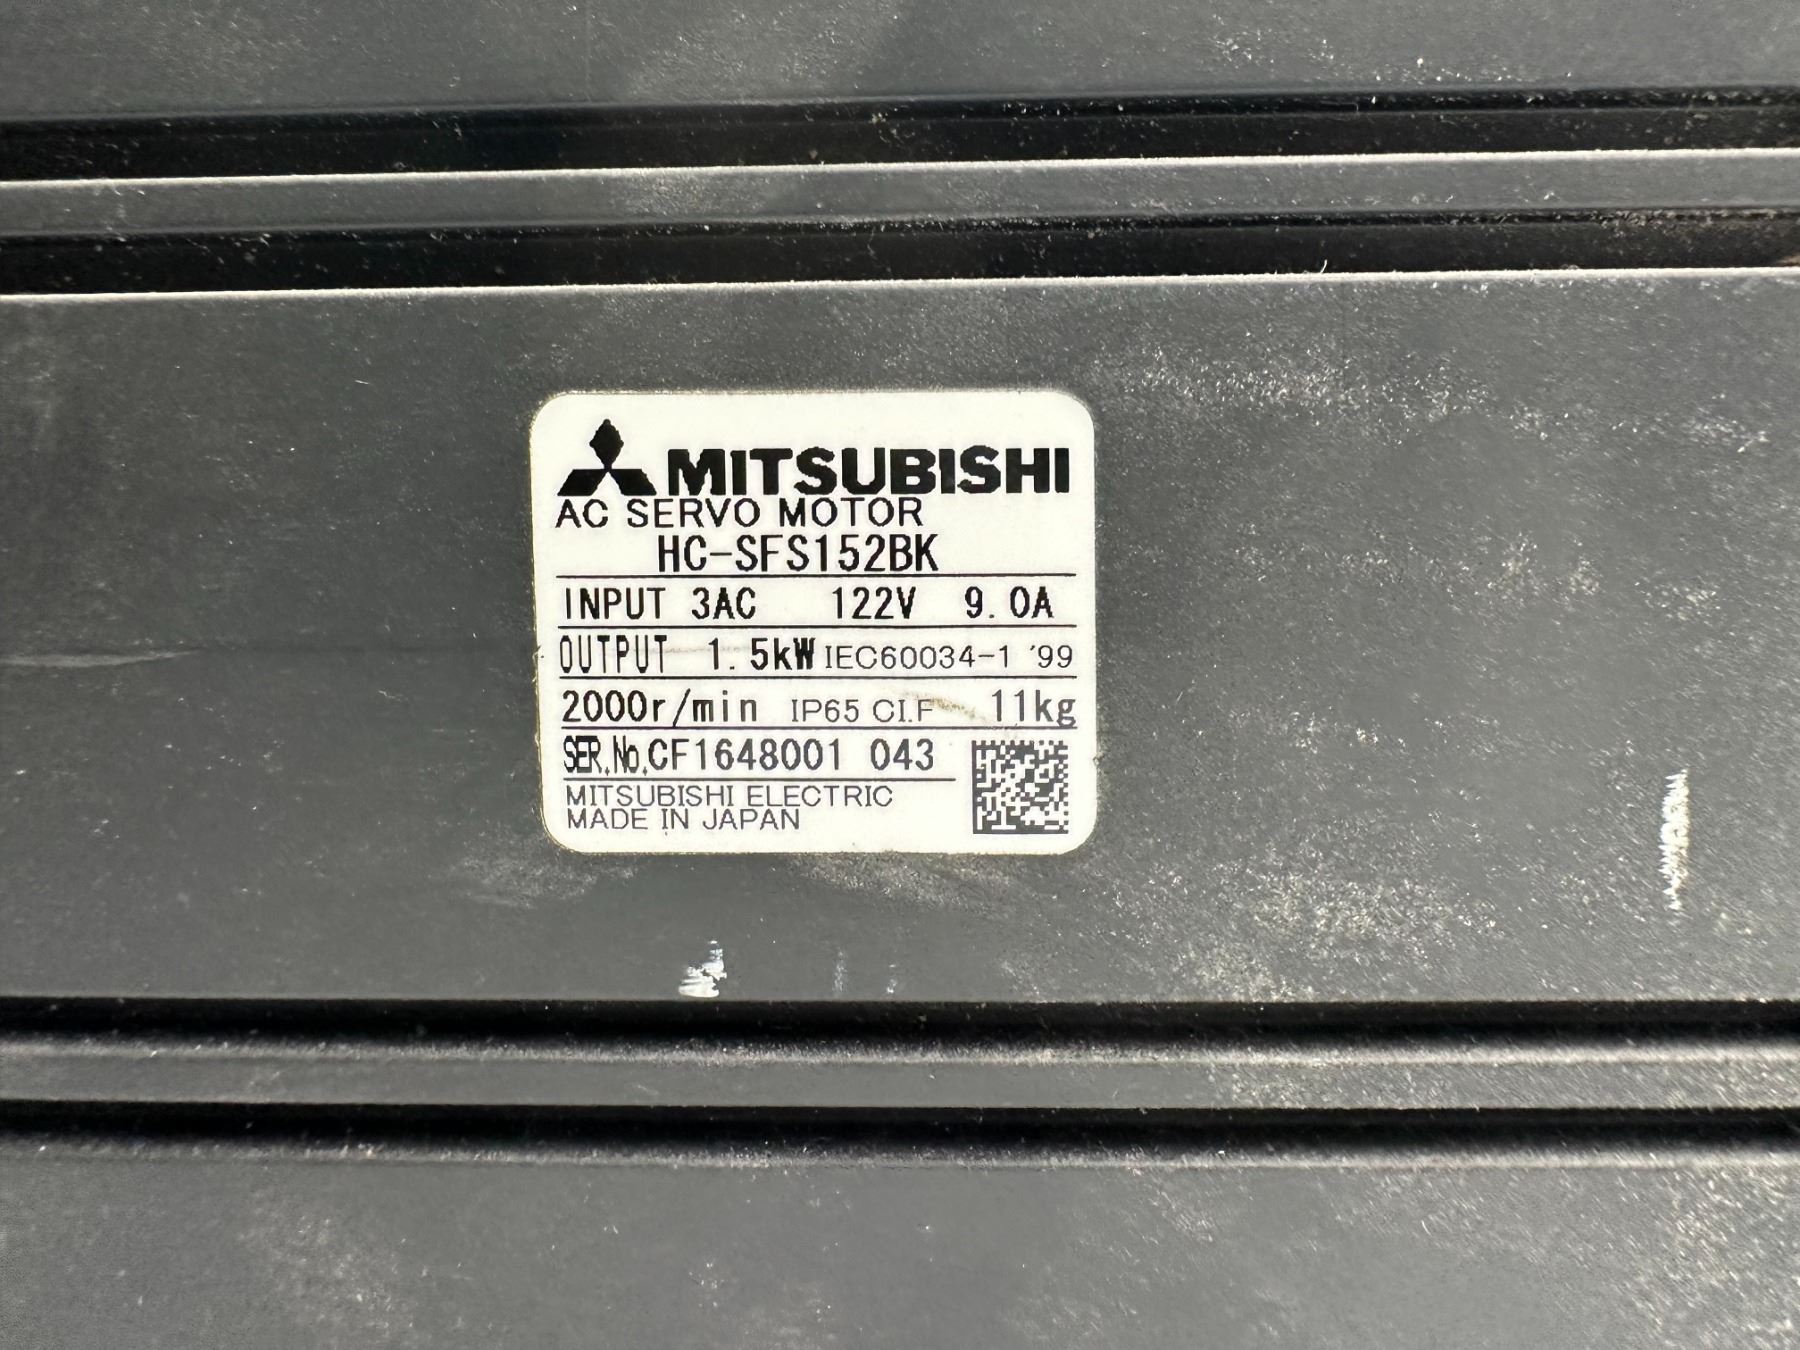 MITSUBISHI
AC SERVO MOTOR
HC-SFS152BK
INPUT 3AC 122V 9.0A
OUTPUT 1.5kW IEC60034-1 '99
2000r/min IP65 CI.F 11kg
SER.No.CF1648001 043
MITSUBISHI ELECTRIC
MADE IN JAPAN